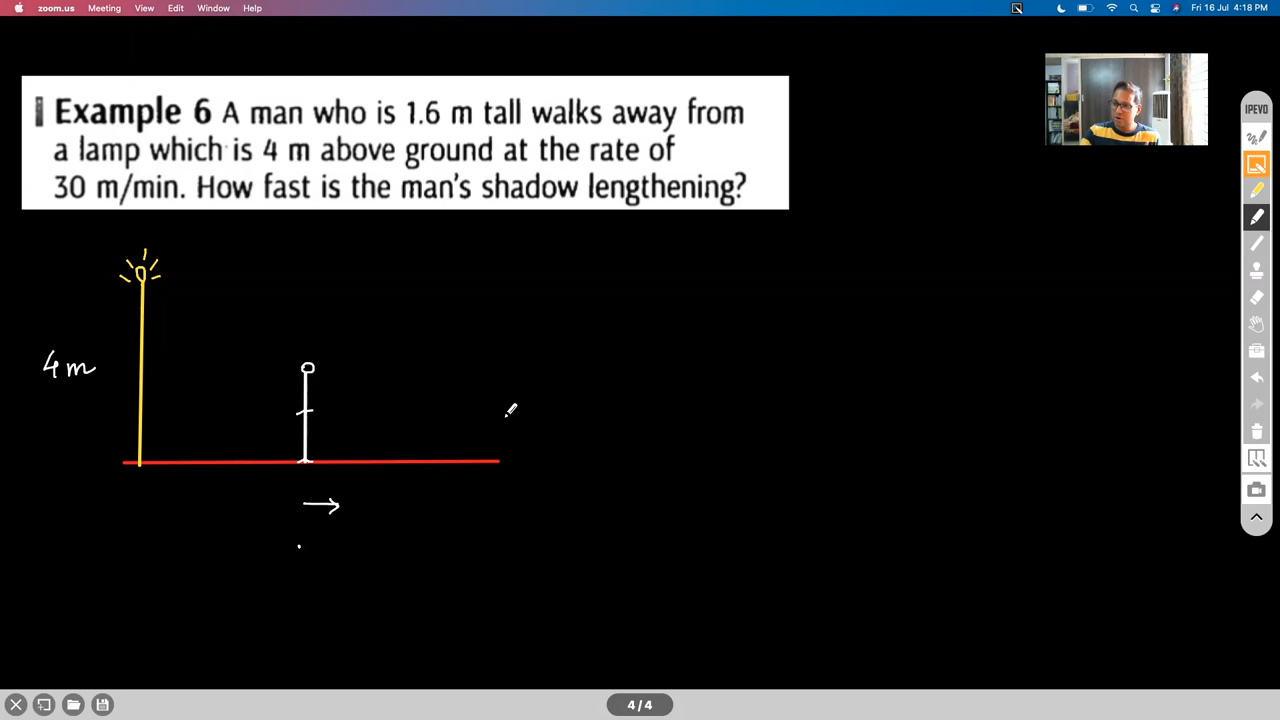 zoom.us Meeting View Edit Window Help Fri 16 Jul 4:18 PM
Example 6 A man who is 1.6 m tall walks away from
a lamp which is 4 m above ground at the rate of
30 m/min. How fast is the man's shadow lengthening?
IPEVO
4m
4 / 4